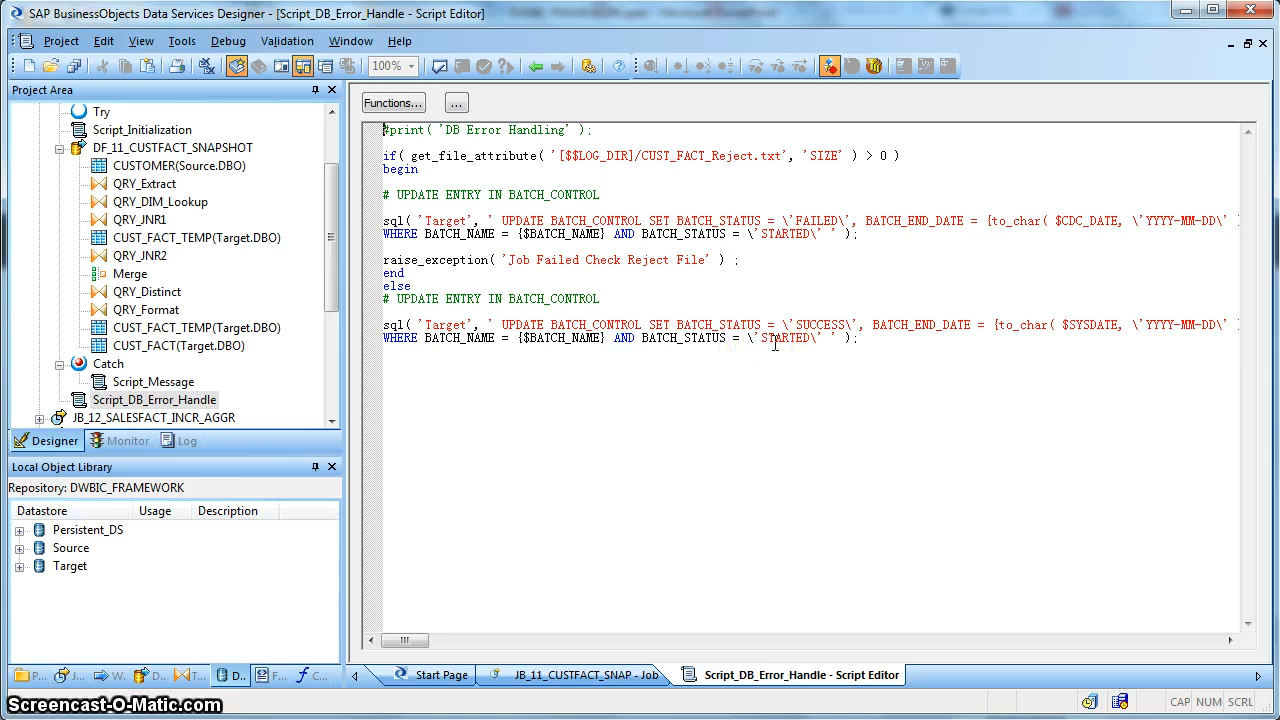 SAP BusinessObjects Data Services Designer - [Script_DB_Error_Handle - Script Editor]
Project Edit View Tools Debug Validation Window Help
100%
Project Area
Try
Script_Initialization
DF_11_CUSTFACT_SNAPSHOT
CUSTOMER(Source.DBO)
QRY_Extract
QRY_DIM_Lookup
QRY_JNR1
CUST_FACT_TEMP(Target.DBO)
QRY_JNR2
Merge
QRY_Distinct
QRY_Format
CUST_FACT_TEMP(Target.DBO)
CUST_FACT(Target.DBO)
Catch
Script_Message
Script_DB_Error_Handle
JB_12_SALESFACT_INCR_AGGR
Designer Monitor Log
Local Object Library
Repository: DWBIC_FRAMEWORK
Datastore Usage Description
Persistent_DS
Source
Target
P... J... W... D... T... D.. F... C...
Functions... ...
#print( 'DB Error Handling' );
if( get_file_attribute( '[$$LOG_DIR]/CUST_FACT_Reject.txt', 'SIZE' ) > 0 )
begin
# UPDATE ENTRY IN BATCH_CONTROL
sql( 'Target', ' UPDATE BATCH_CONTROL SET BATCH_STATUS = \'FAILED\', BATCH_END_DATE = {to_char( $CDC_DATE, \'YYYY-MM-DD\'
WHERE BATCH_NAME = {$BATCH_NAME} AND BATCH_STATUS = \'STARTED\' ' );
raise_exception( 'Job Failed Check Reject File' ) ;
end
else
# UPDATE ENTRY IN BATCH_CONTROL
sql( 'Target', ' UPDATE BATCH_CONTROL SET BATCH_STATUS = \'SUCCESS\', BATCH_END_DATE = {to_char( $SYSDATE, \'YYYY-MM-DD\'
WHERE BATCH_NAME = {$BATCH_NAME} AND BATCH_STATUS = \'STARTED\' ' );
Start Page JB_11_CUSTFACT_SNAP - Job Script_DB_Error_Handle - Script Editor
CAP NUM SCRL
Screencast-O-Matic.com